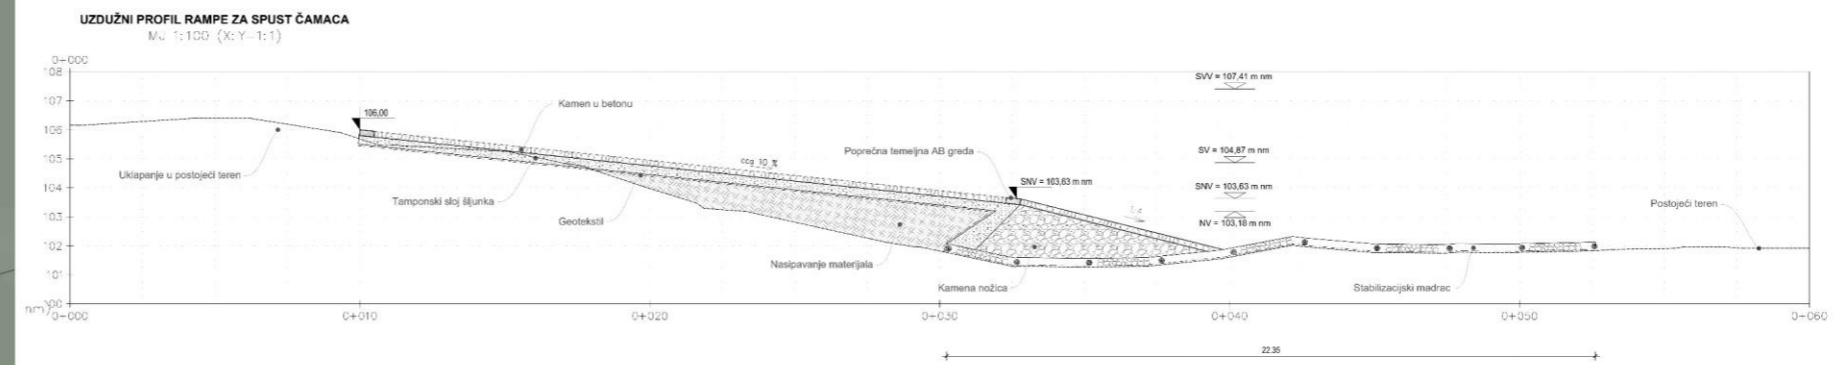 UZDUŽNI PROFIL RAMPE ZA SPUST ČAMACA
MJ 1:100 (X:Y=1:1)
0+000
108
107
106
105
104
103
102
101
100
106,00
Kamen u betonu
SVV = 107,41 m nm
Poprečna temeljna AB greda
SV = 104,87 m nm
Uklapanje u postojeći teren
cca 10 %
SNV = 103,63 m nm
SNV = 103,63 m nm
Tamponski sloj šljunka
Postojeći teren
Geotekstil
NV = 103,18 m nm
Nasipavanje materijala
Kamena nožica
Stabilizacijski madrac
0+000
0+010
0+020
0+030
0+040
0+050
0+060
22.35